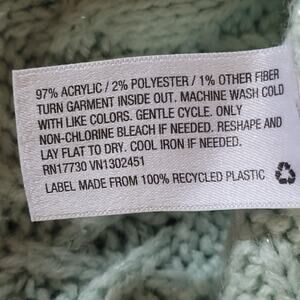 97% ACRYLIC / 2% POLYESTER / 1% OTHER FIBER
TURN GARMENT INSIDE OUT. MACHINE WASH COLD
WITH LIKE COLORS. GENTLE CYCLE. ONLY
NON-CHLORINE BLEACH IF NEEDED. RESHAPE AND
LAY FLAT TO DRY. COOL IRON IF NEEDED.
RN17730 VN1302451
LABEL MADE FROM 100% RECYCLED PLASTIC